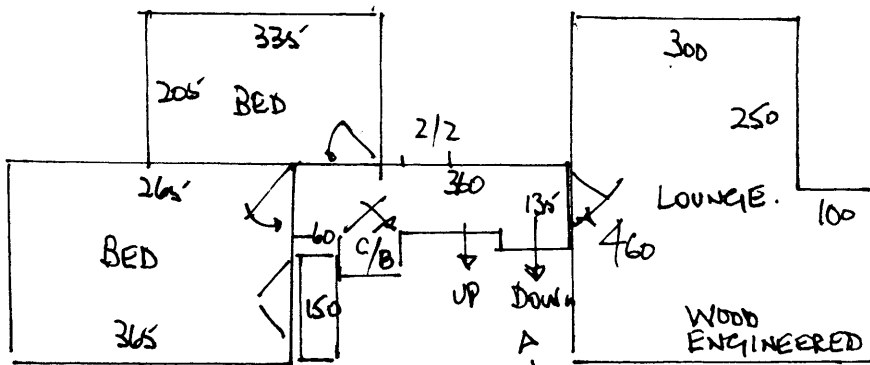 335
205
BED
2/2
300
250
265
360
135
LOUNGE.
100
60
C/B
460
BED
150
UP
DOWN
365
A
WOOD
ENGINEERED